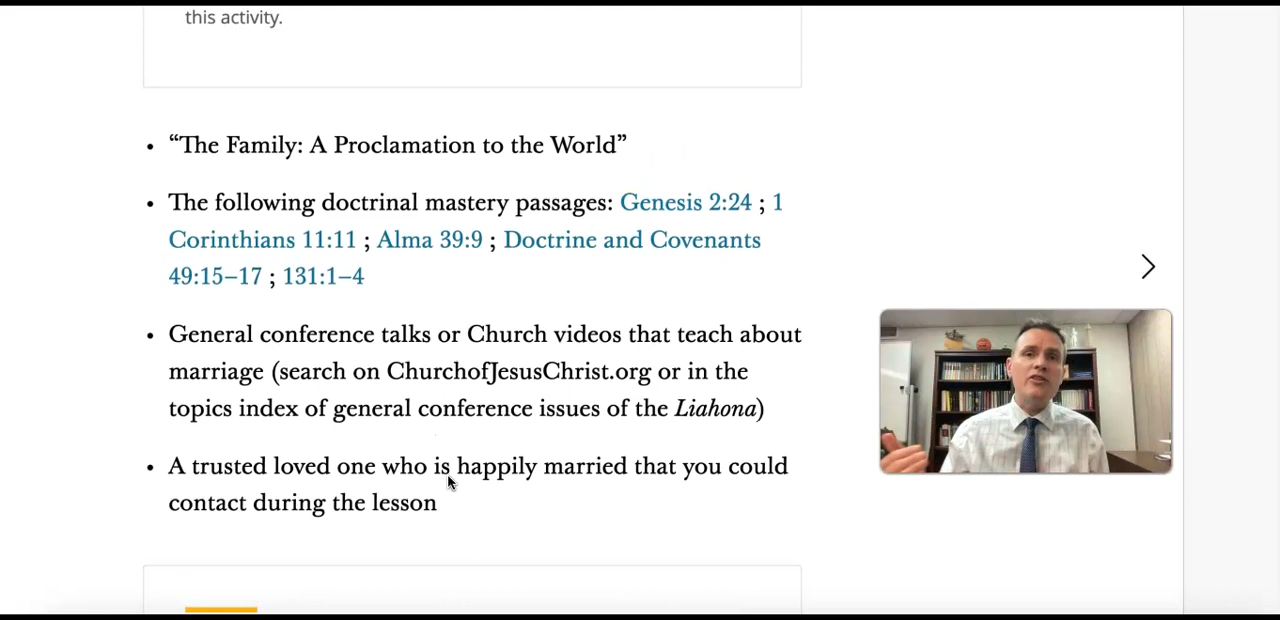 this activity.
• “The Family: A Proclamation to the World”
• The following doctrinal mastery passages: Genesis 2:24 ; 1
Corinthians 11:11 ; Alma 39:9 ; Doctrine and Covenants
49:15–17 ; 131:1–4
• General conference talks or Church videos that teach about
marriage (search on ChurchofJesusChrist.org or in the
topics index of general conference issues of the Liahona)
• A trusted loved one who is happily married that you could
contact during the lesson